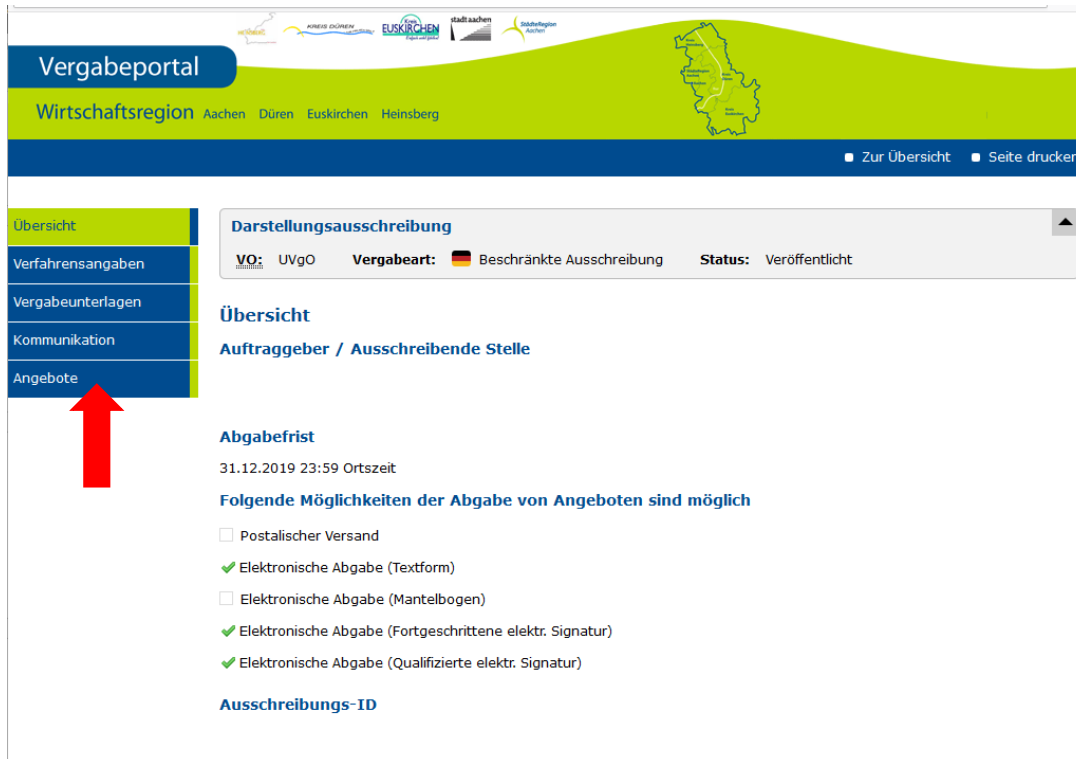 KREIS DÜREN
Kreis
EUSKIRCHEN
stadt aachen
StädteRegion
Aachen
Vergabeportal
Wirtschaftsregion Aachen Düren Euskirchen Heinsberg
Zur Übersicht Seite drucken
Übersicht
Verfahrensangaben
Vergabeunterlagen
Kommunikation
Angebote
Darstellungsausschreibung
VO: UVgO Vergabeart: Beschränkte Ausschreibung Status: Veröffentlicht
Übersicht
Auftraggeber / Ausschreibende Stelle
Abgabefrist
31.12.2019 23:59 Ortszeit
Folgende Möglichkeiten der Abgabe von Angeboten sind möglich
Postalischer Versand
Elektronische Abgabe (Textform)
Elektronische Abgabe (Mantelbogen)
Elektronische Abgabe (Fortgeschrittene elektr. Signatur)
Elektronische Abgabe (Qualifizierte elektr. Signatur)
Ausschreibungs-ID